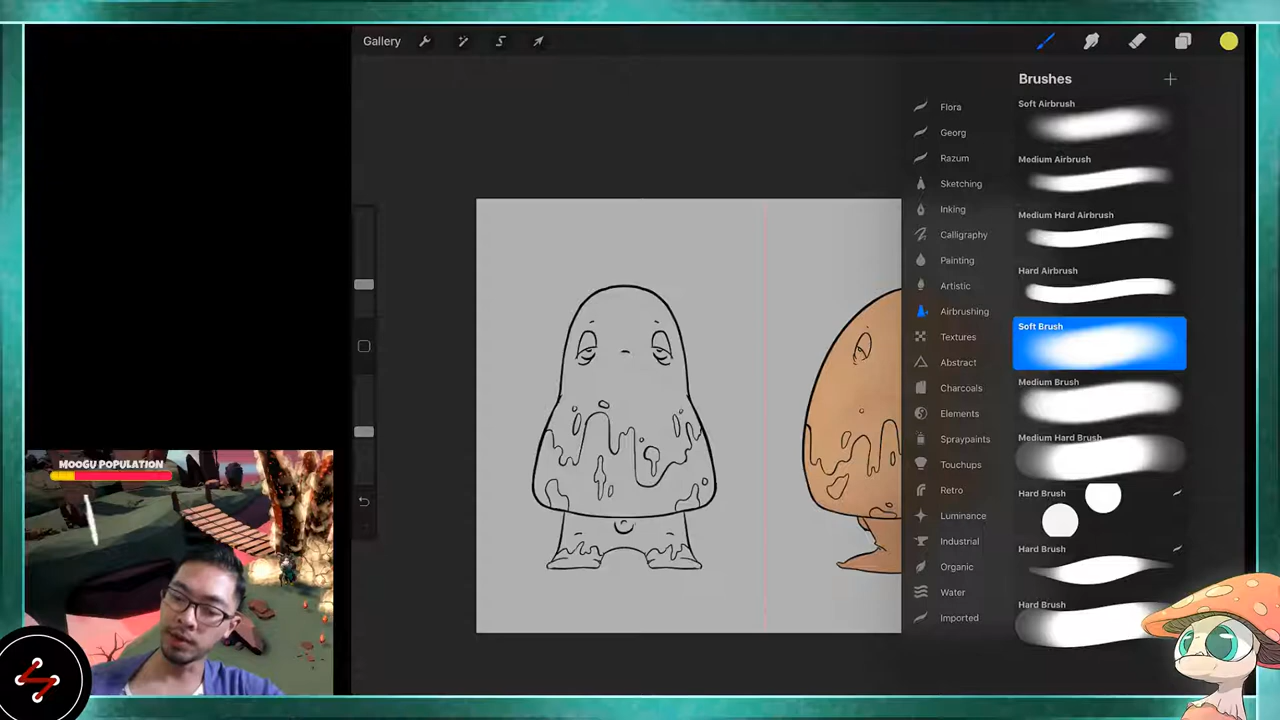 Gallery
Brushes
Flora
Georg
Razum
Sketching
Inking
Calligraphy
Painting
Artistic
Airbrushing
Textures
Abstract
Charcoals
Elements
Spraypaints
Touchups
Retro
Luminance
Industrial
Organic
Water
Imported
Soft Airbrush
Medium Airbrush
Medium Hard Airbrush
Hard Airbrush
Soft Brush
Medium Brush
Medium Hard Brush
Hard Brush
Hard Brush
Hard Brush
MOOGU POPULATION